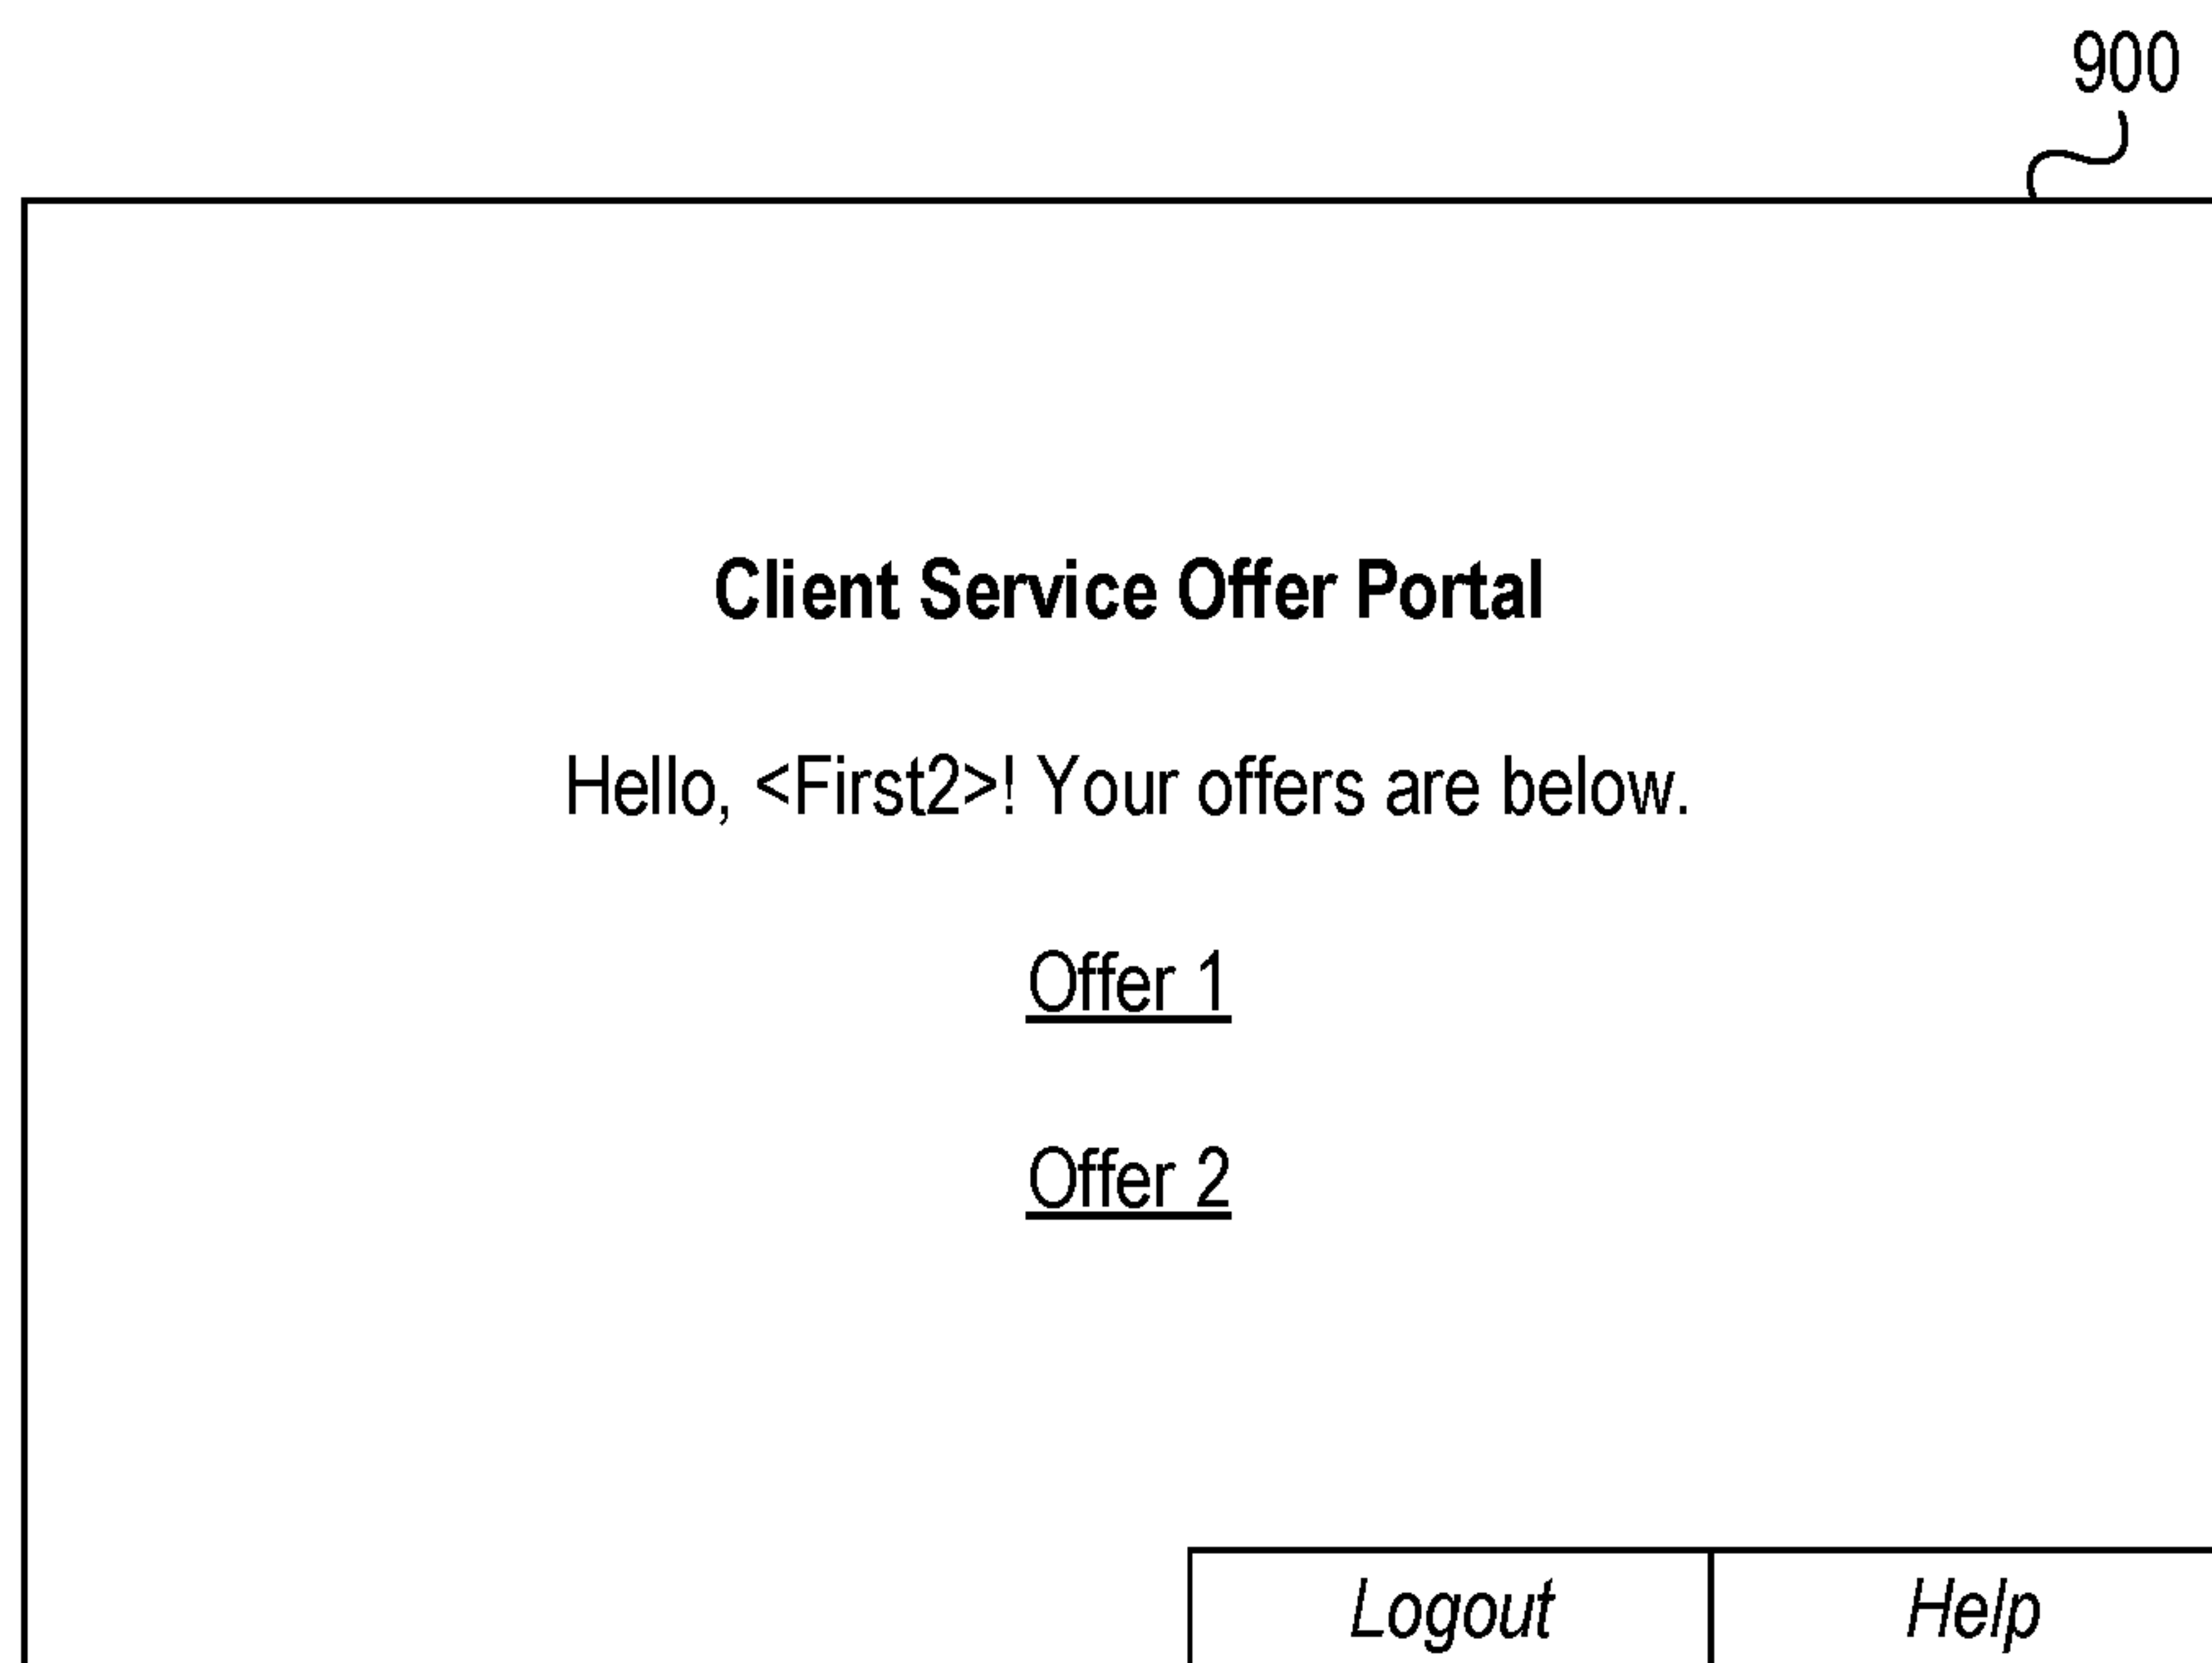 900
Client Service Offer Portal
Hello, <First2>! Your offers are below.
Offer 1
Offer 2
Logout Help